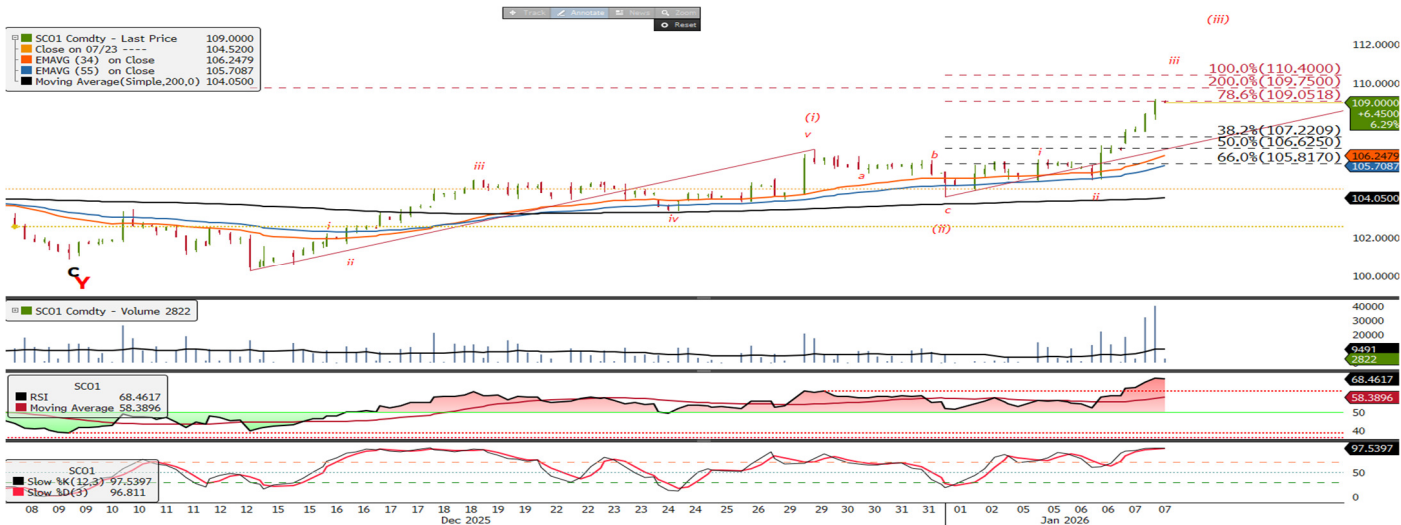 Track Annotate News Zoom
Reset
SCO1 Comdty - Last Price 109.0000
Close on 07/23 ---- 104.5200
EMAVG (34) on Close 106.2479
EMAVG (55) on Close 105.7087
Moving Average(Simple,200,0) 104.0500
(iii)
iii
100.0%(110.4000)
200.0%(109.7500)
78.6%(109.0518)
38.2%(107.2209)
50.0%(106.6250)
66.0%(105.8170)
112.0000
110.0000
109.0000
+6.4500
6.29%
106.2479
105.7087
104.0500
102.0000
100.0000
(i)
v
iii
b
i
a
i
iv
ii
c
(ii)
ii
C
Y
SCO1 Comdty - Volume 2822
40000
30000
20000
10000
9491
2822
SCO1
RSI 68.4617
Moving Average 58.3896
68.4617
58.3896
50
40
SCO1
Slow %K(12,3) 97.5397
Slow %D(3) 96.811
97.5397
50
0
08 09 09 10 10 11 11 12 12 15 15 16 16 17 17 18 18 19 19 22 22 23 23 24 24 25 26 26 29 29 30 30 31 31 01 02 02 05 05 06 06 07 07
Dec 2025 Jan 2026